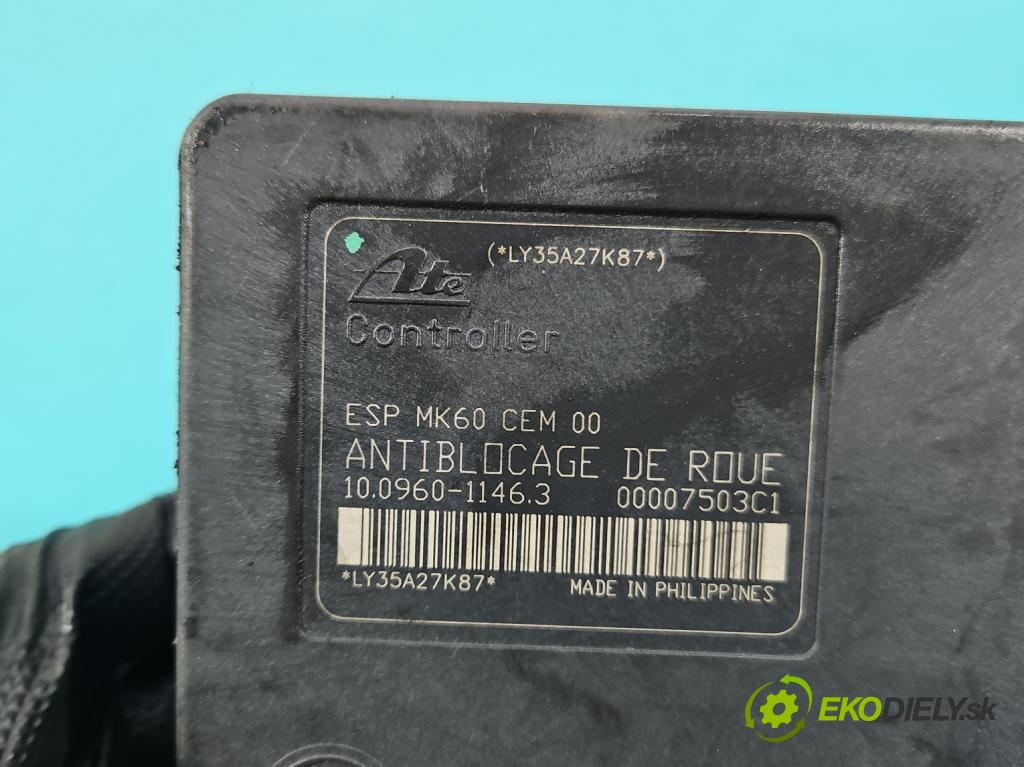 (*LY35A27K87*)
Ate
Controller
ESP MK60 CEM 00
ANTIBLOCAGE DE ROUE
10.0960-1146.3 00007503C1
*LY35A27K87* MADE IN PHILIPPINES
EKODIELY.sk